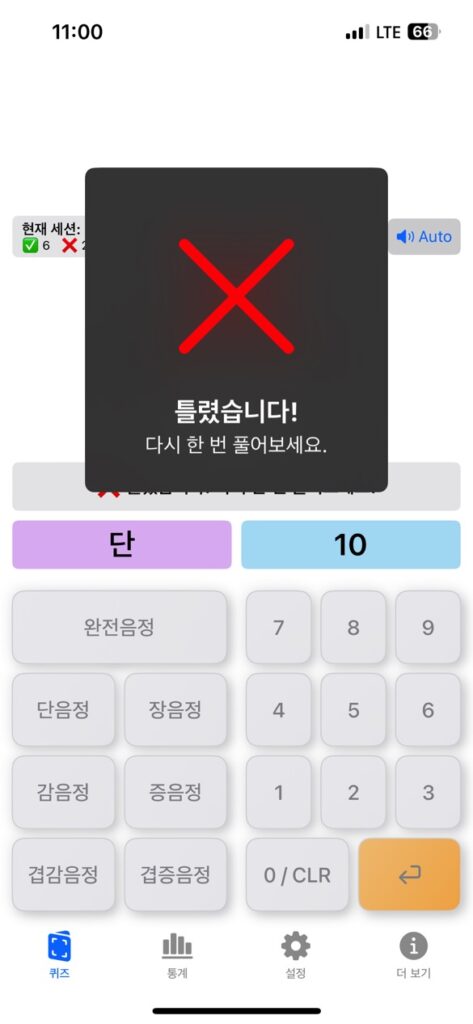 11:00
LTE 66
현재 세션:
6
Auto
틀렸습니다!
다시 한 번 풀어보세요.
단
10
완전음정
7
8
9
단음정
장음정
4
5
6
감음정
증음정
1
2
3
겹감음정
겹증음정
0 / CLR
퀴즈
통계
설정
더 보기